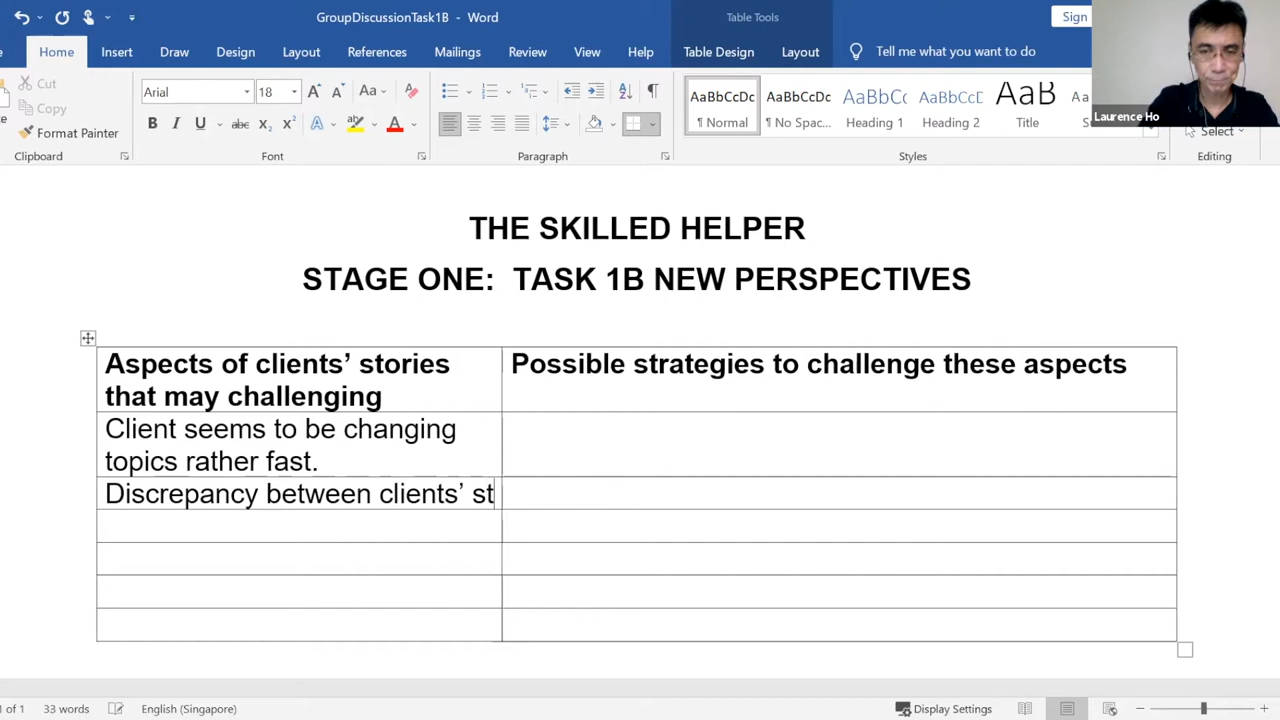 GroupDiscussionTask1B - Word
Table Tools
Sign
Home Insert Draw Design Layout References Mailings Review View Help Table Design Layout Tell me what you want to do
Cut
Copy
Format Painter
Clipboard
Arial 18
Font
Paragraph
AaBbCcDc AaBbCcDc AaBbCc AaBbCcD AaB
¶ Normal ¶ No Spac... Heading 1 Heading 2 Title
Styles
Select
Editing
Laurence Ho
THE SKILLED HELPER
STAGE ONE: TASK 1B NEW PERSPECTIVES
Aspects of clients’ stories
that may challenging
Possible strategies to challenge these aspects
Client seems to be changing
topics rather fast.
Discrepancy between clients’ st
1 of 1 33 words English (Singapore) Display Settings